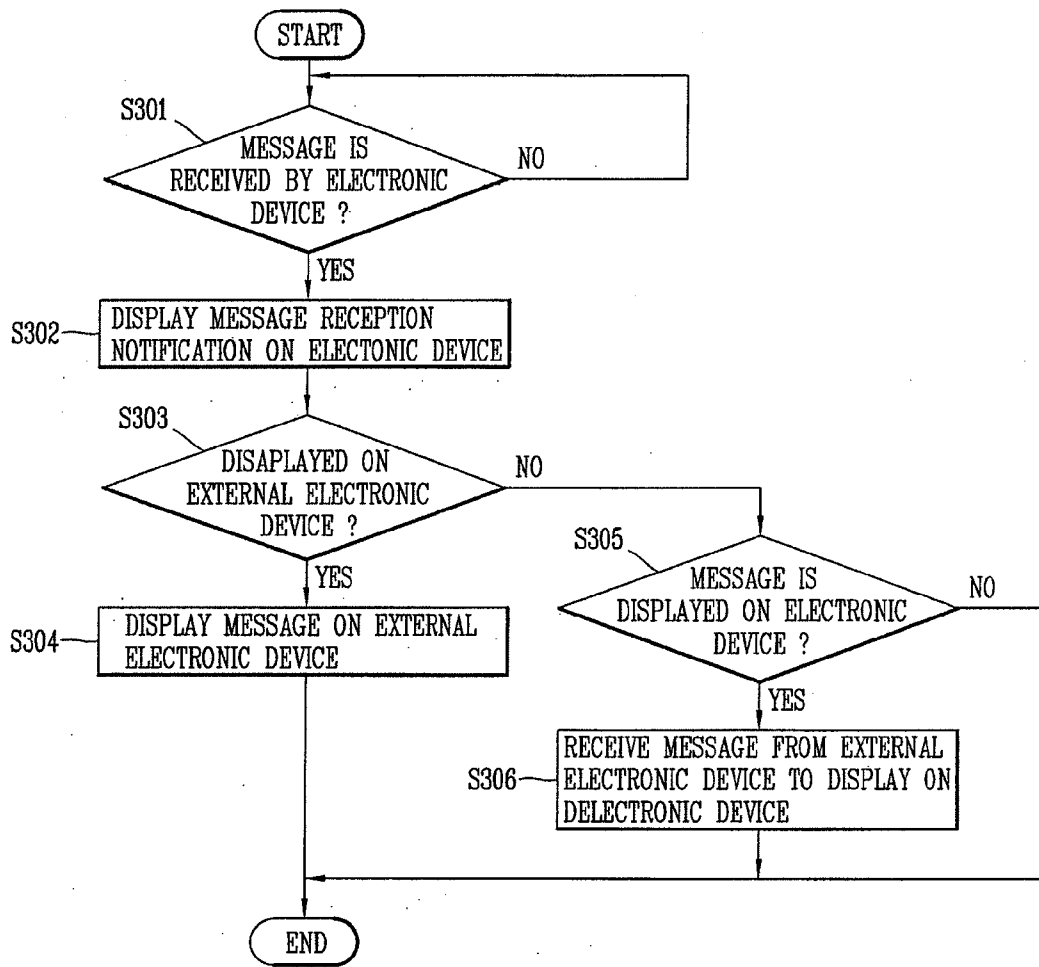 START
S301
MESSAGE IS
RECEIVED BY ELECTRONIC
DEVICE ?
NO
YES
S302
DISPLAY MESSAGE RECEPTION
NOTIFICATION ON ELECTONIC DEVICE
S303
DISAPLAYED ON
EXTERNAL ELECTRONIC
DEVICE ?
NO
YES
S304
DISPLAY MESSAGE ON EXTERNAL
ELECTRONIC DEVICE
S305
MESSAGE IS
DISPLAYED ON ELECTRONIC
DEVICE ?
NO
YES
S306
RECEIVE MESSAGE FROM EXTERNAL
ELECTRONIC DEVICE TO DISPLAY ON
DELECTRONIC DEVICE
END